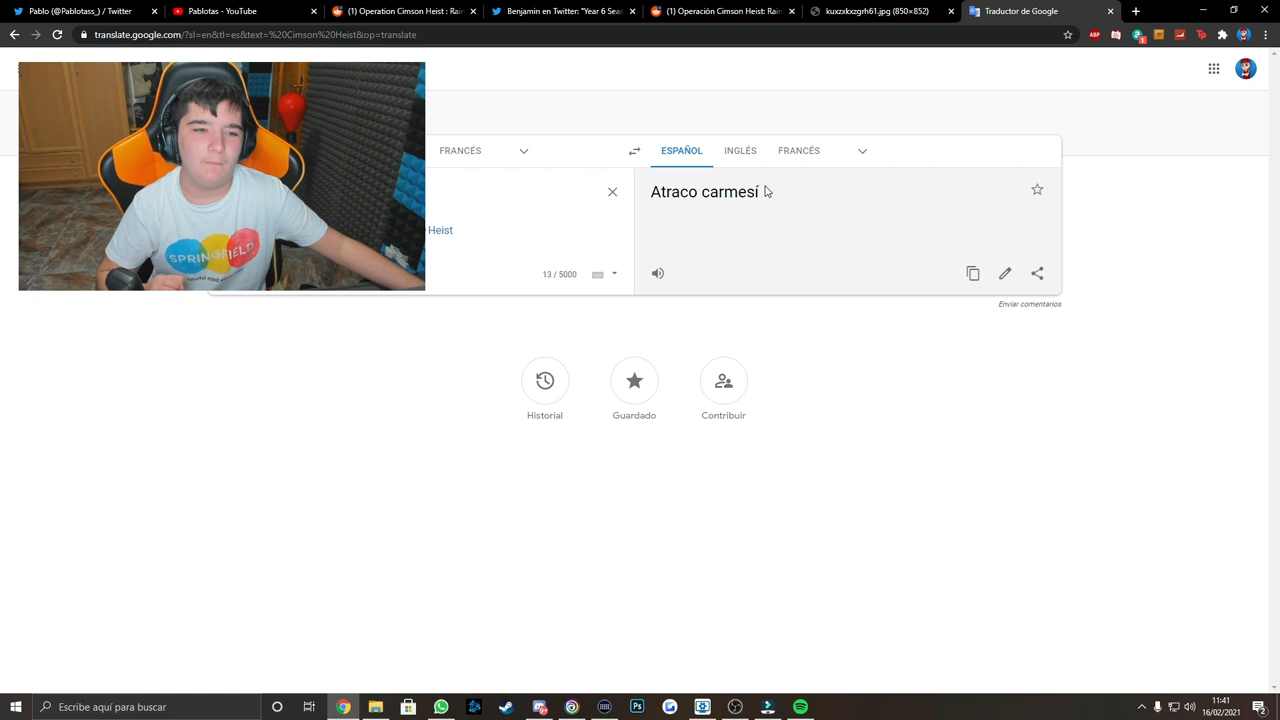 Pablo (@Pablotass_) / Twitter
Pablotas - YouTube
(1) Operation Cimson Heist : Rain
Benjamin en Twitter: "Year 6 Seas
(1) Operación Cimson Heist: Rain
kuxzxkxzgrh61.jpg (850×852)
Traductor de Google
translate.google.com/?sl=en&tl=es&text=%20Cimson%20Heist&op=translate
FRANCÉS
ESPAÑOL
INGLÉS
FRANCÉS
Atraco carmesí
Heist
SPRINGFIELD
13 / 5000
Enviar comentarios
Historial
Guardado
Contribuir
Escribe aquí para buscar
11:41
16/02/2021